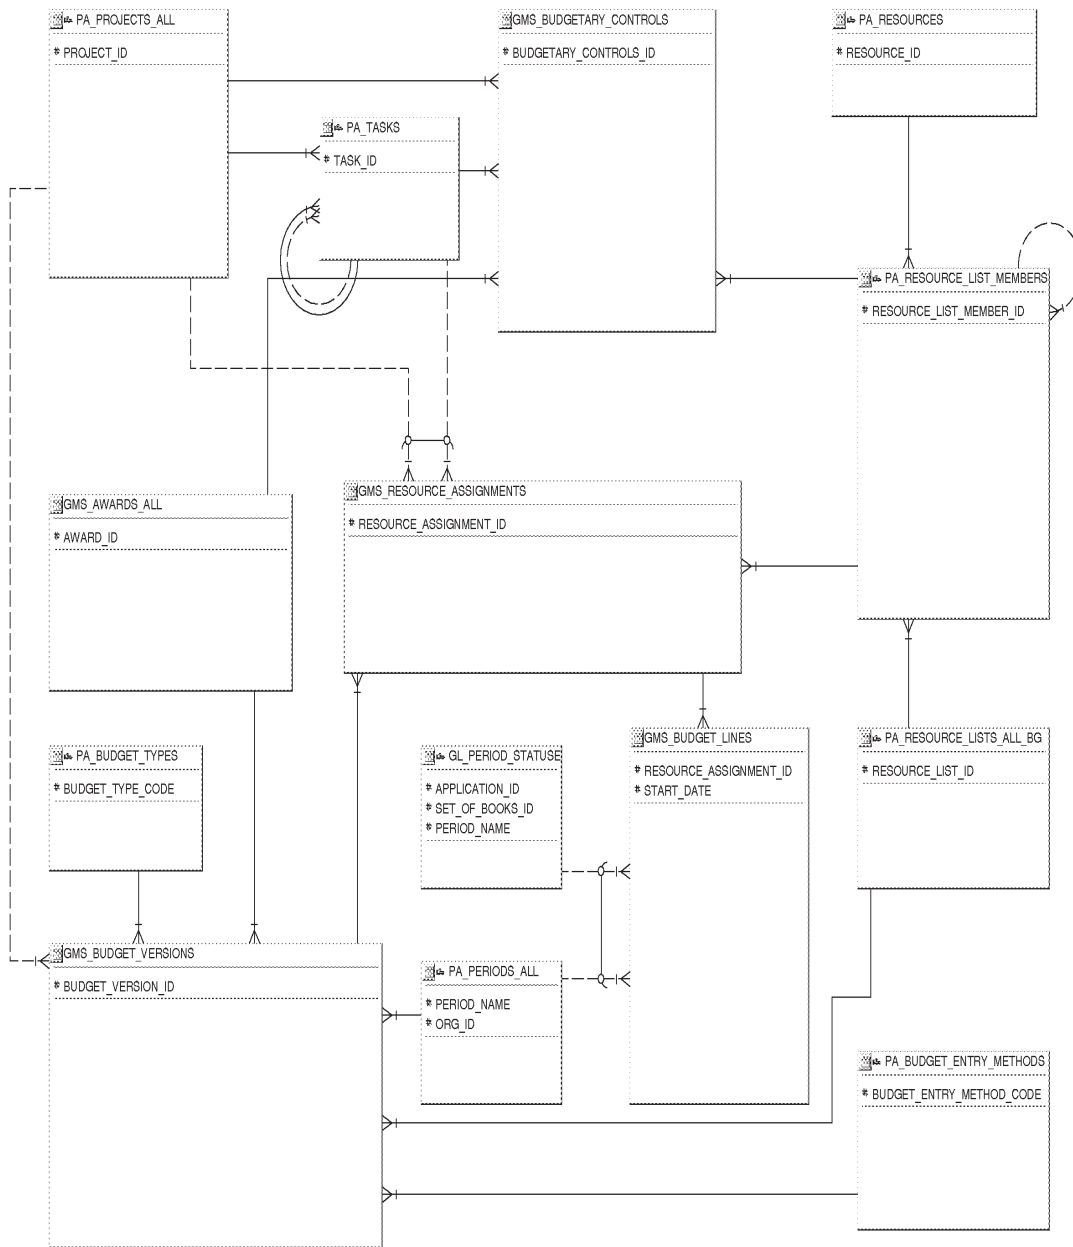 PA_PROJECTS_ALL
# PROJECT_ID
GMS_BUDGETARY_CONTROLS
# BUDGETARY_CONTROLS_ID
PA_RESOURCES
# RESOURCE_ID
PA_TASKS
# TASK_ID
PA_RESOURCE_LIST_MEMBERS
# RESOURCE_LIST_MEMBER_ID
GMS_AWARDS_ALL
# AWARD_ID
GMS_RESOURCE_ASSIGNMENTS
# RESOURCE_ASSIGNMENT_ID
PA_BUDGET_TYPES
# BUDGET_TYPE_CODE
GL_PERIOD_STATUSE
# APPLICATION_ID
# SET_OF_BOOKS_ID
# PERIOD_NAME
GMS_BUDGET_LINES
# RESOURCE_ASSIGNMENT_ID
# START_DATE
PA_RESOURCE_LISTS_ALL_BG
# RESOURCE_LIST_ID
GMS_BUDGET_VERSIONS
# BUDGET_VERSION_ID
PA_PERIODS_ALL
# PERIOD_NAME
# ORG_ID
PA_BUDGET_ENTRY_METHODS
# BUDGET_ENTRY_METHOD_CODE